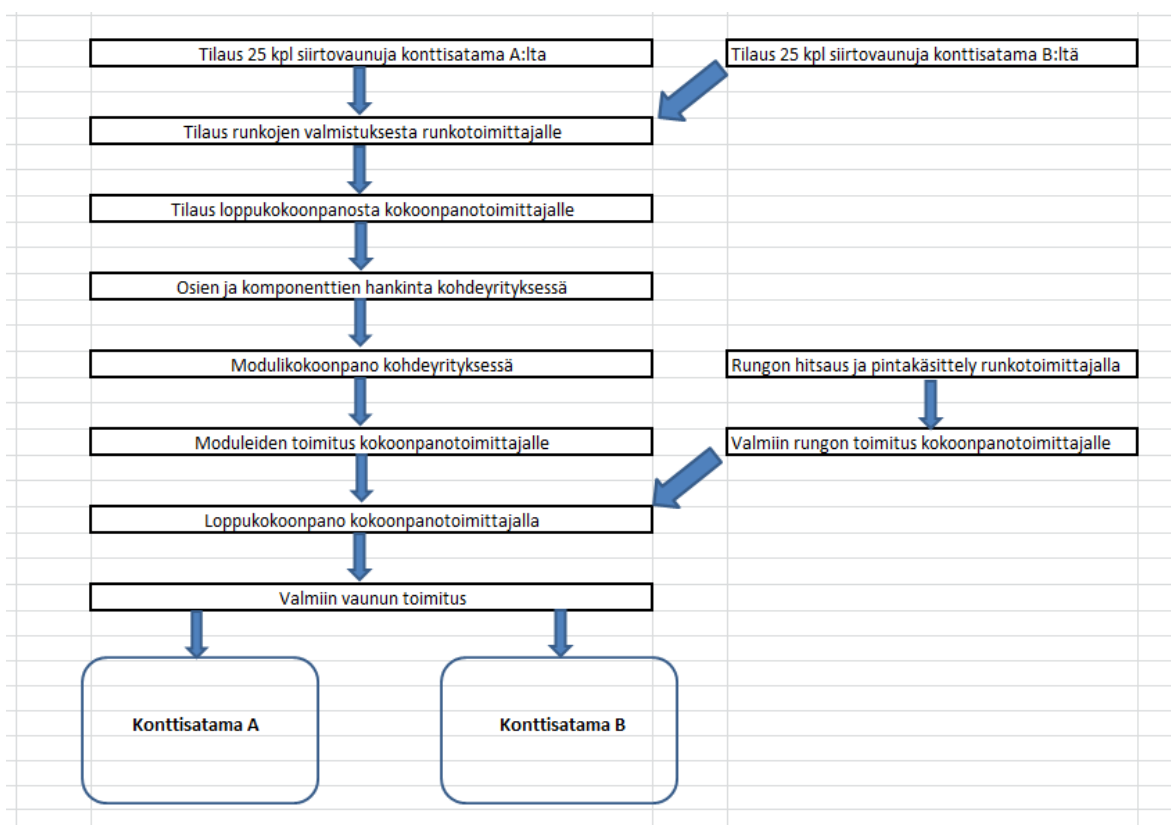 Tilaus 25 kpl siirtovaunuja konttisatama A:lta
Tilaus 25 kpl siirtovaunuja konttisatama B:ltä
Tilaus runkojen valmistuksesta runkotoimittajalle
Tilaus loppukokoonpanosta kokoonpanotoimittajalle
Osien ja komponenttien hankinta kohdeyrityksessä
Modulikokoonpano kohdeyrityksessä
Rungon hitsaus ja pintakäsittely runkotoimittajalla
Moduleiden toimitus kokoonpanotoimittajalle
Valmiin rungon toimitus kokoonpanotoimittajalle
Loppukokoonpano kokoonpanotoimittajalla
Valmiin vaunun toimitus
Konttisatama A
Konttisatama B